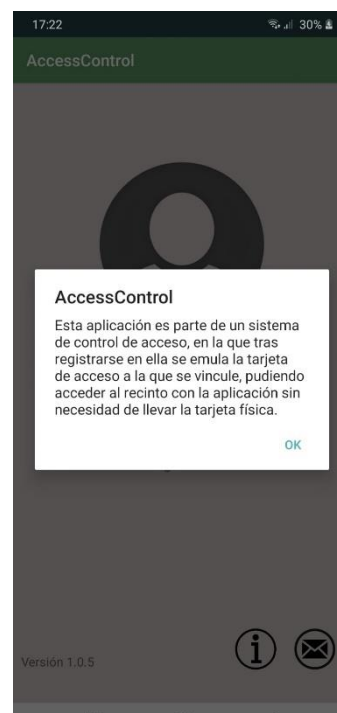 17:22
30%
AccessControl
AccessControl
Esta aplicación es parte de un sistema
de control de acceso, en la que tras
registrarse en ella se emula la tarjeta
de acceso a la que se vincule, pudiendo
acceder al recinto con la aplicación sin
necesidad de llevar la tarjeta física.
OK
Versión 1.0.5